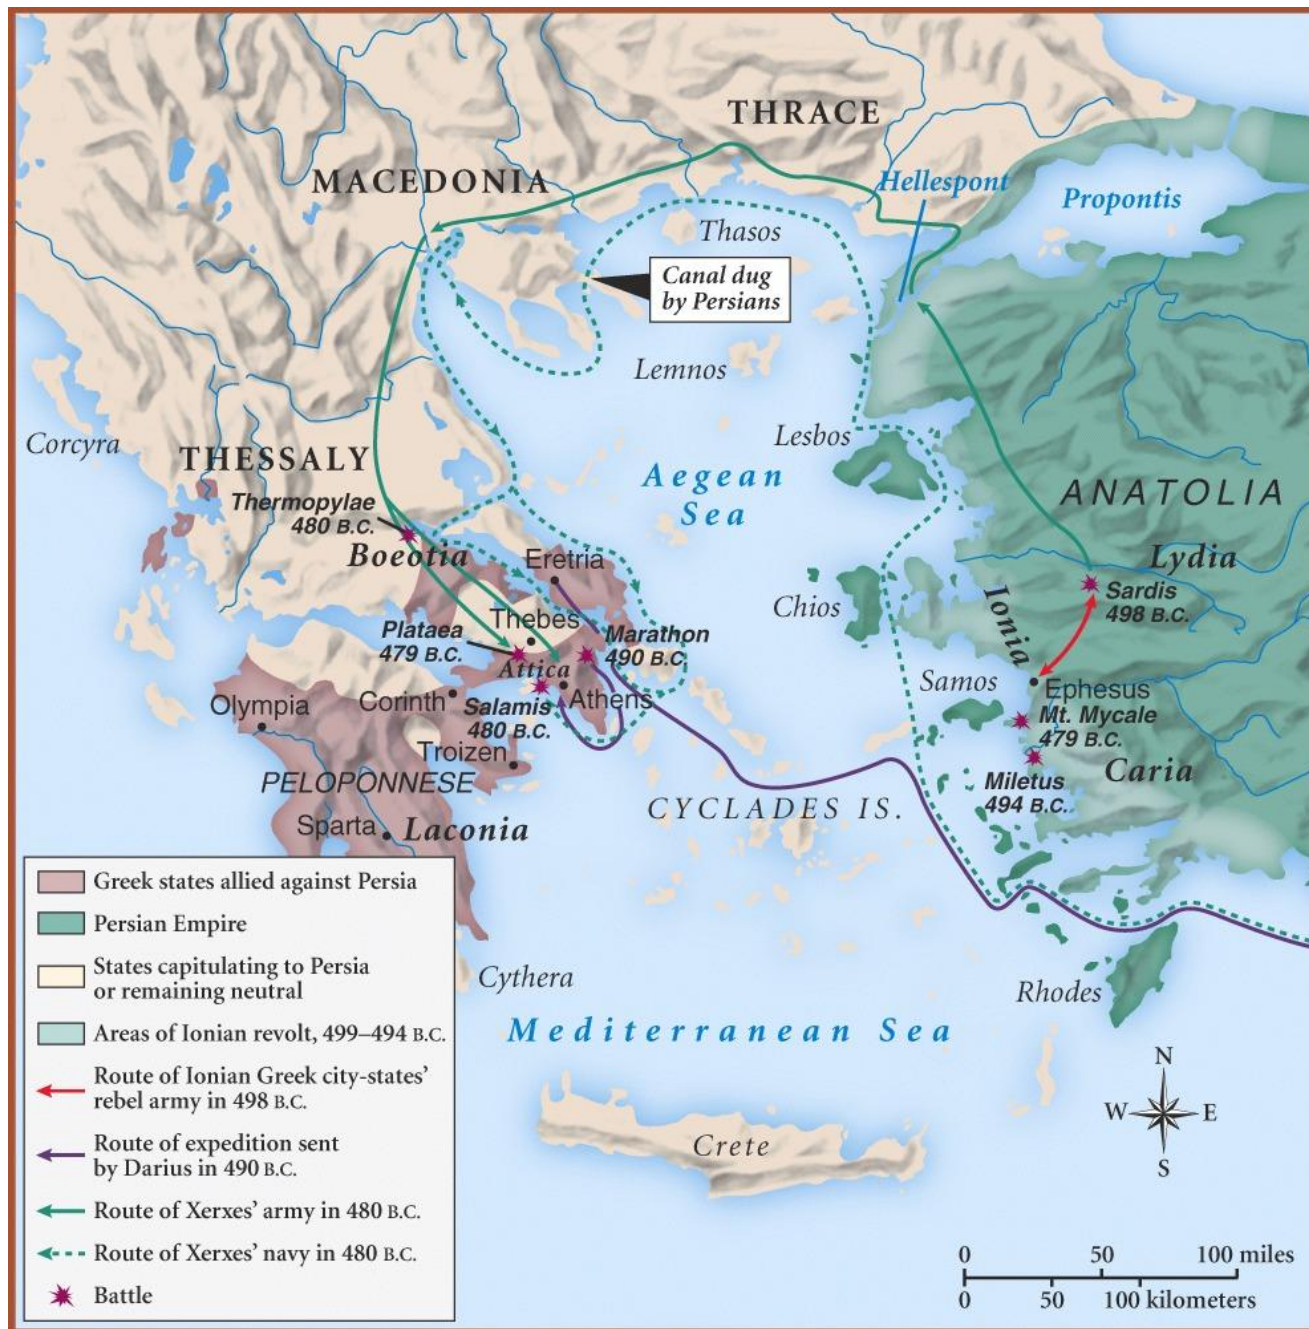 THRACE
MACEDONIA
Hellespont
Propontis
Thasos
Canal dug
by Persians
Lemnos
Corcyra
Lesbos
THESSALY
Aegean
Sea
ANATOLIA
Thermopylae
480 B.C.
Boeotia
Eretria
Lydia
Sardis
498 B.C.
Chios
Ionia
Thebes
Plataea
479 B.C.
Marathon
490 B.C.
Attica
Samos
Ephesus
Olympia
Corinth
Salamis
480 B.C.
Athens
Mt. Mycale
479 B.C.
Troizen
PELOPONNESE
Caria
Miletus
494 B.C.
CYCLADES IS.
Sparta
Laconia
Cythera
Rhodes
Mediterranean Sea
Crete
N
W
E
S
Greek states allied against Persia
Persian Empire
States capitulating to Persia
or remaining neutral
Areas of Ionian revolt, 499–494 B.C.
Route of Ionian Greek city-states’
rebel army in 498 B.C.
Route of expedition sent
by Darius in 490 B.C.
Route of Xerxes’ army in 480 B.C.
Route of Xerxes’ navy in 480 B.C.
Battle
0 50 100 miles
0 50 100 kilometers